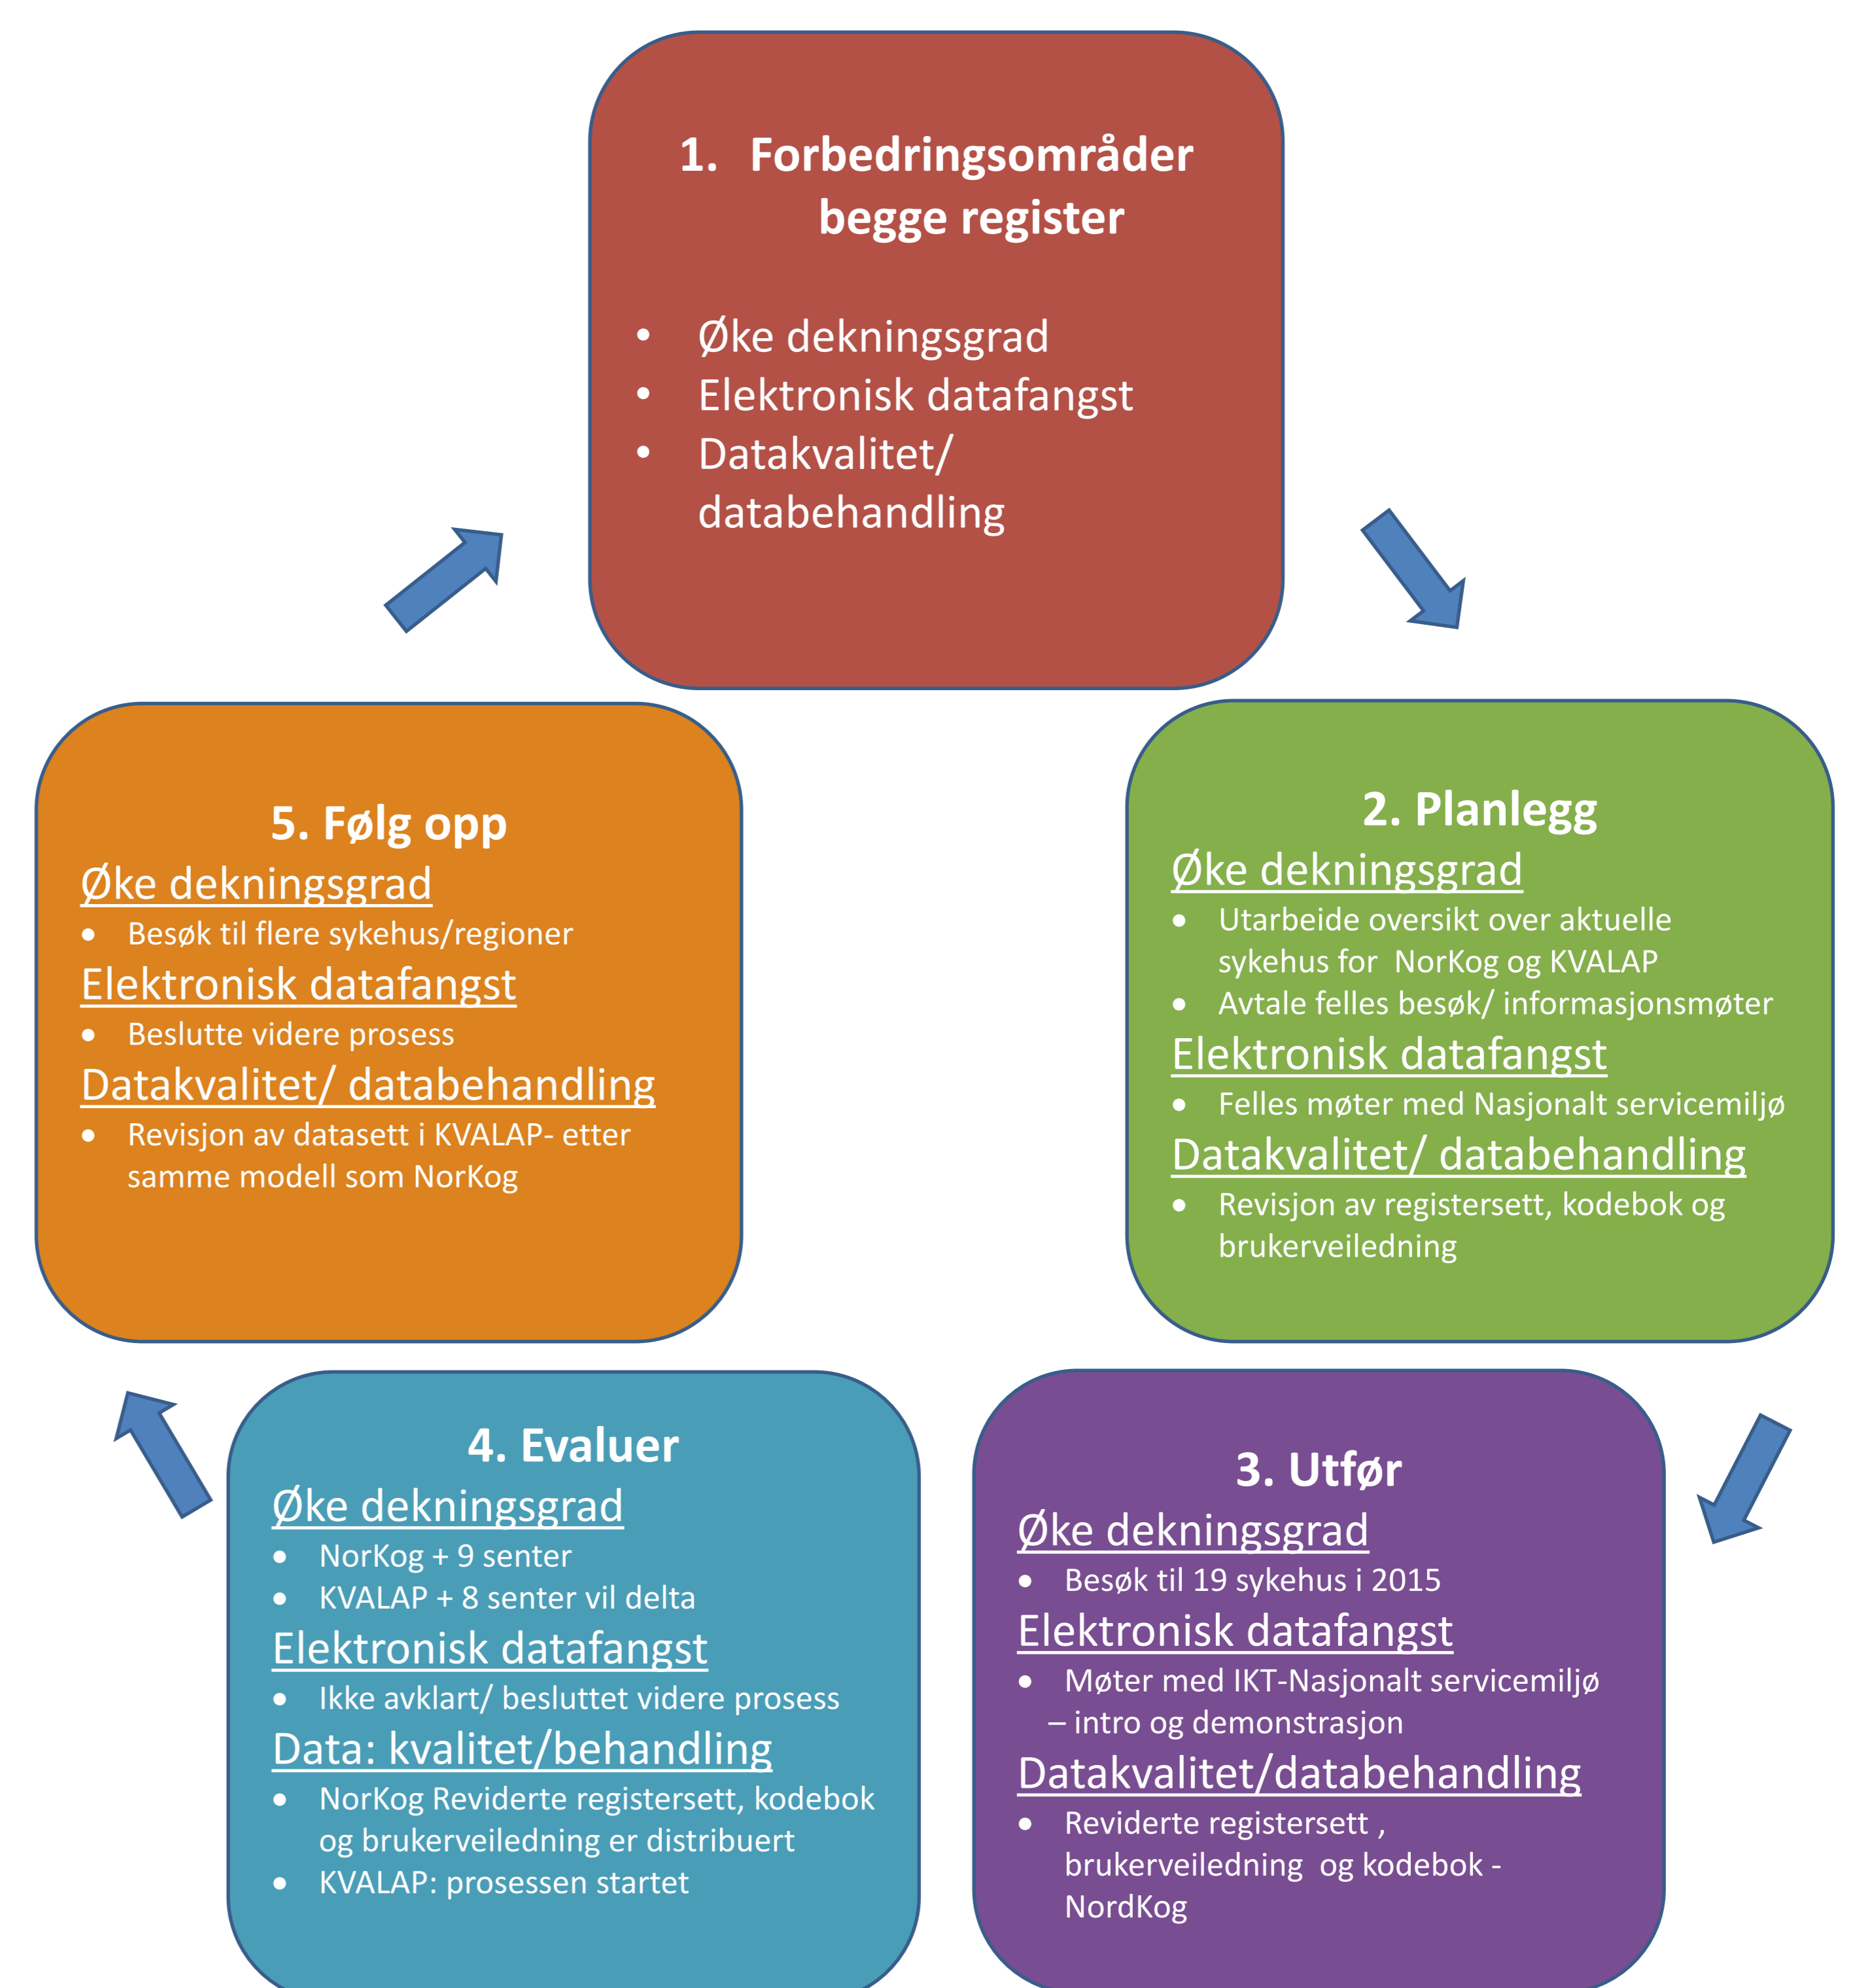 1. Forbedringsområder
begge register
• Øke dekningsgrad
• Elektronisk datafangst
• Datakvalitet/
databehandling
2. Planlegg
Øke dekningsgrad
• Utarbeide oversikt over aktuelle
sykehus for NorKog og KVALAP
• Avtale felles besøk/ informasjonsmøter
Elektronisk datafangst
• Felles møter med Nasjonalt servicemiljø
Datakvalitet/ databehandling
• Revisjon av registersett, kodebok og
brukerveiledning
3. Utfør
Øke dekningsgrad
• Besøk til 19 sykehus i 2015
Elektronisk datafangst
• Møter med IKT-Nasjonalt servicemiljø
– intro og demonstrasjon
Datakvalitet/databehandling
• Reviderte registersett ,
brukerveiledning og kodebok -
NordKog
4. Evaluer
Øke dekningsgrad
• NorKog + 9 senter
• KVALAP + 8 senter vil delta
Elektronisk datafangst
• Ikke avklart/ besluttet videre prosess
Data: kvalitet/behandling
• NorKog Reviderte registersett, kodebok
og brukerveiledning er distribuert
• KVALAP: prosessen startet
5. Følg opp
Øke dekningsgrad
• Besøk til flere sykehus/regioner
Elektronisk datafangst
• Beslutte videre prosess
Datakvalitet/ databehandling
• Revisjon av datasett i KVALAP- etter
samme modell som NorKog